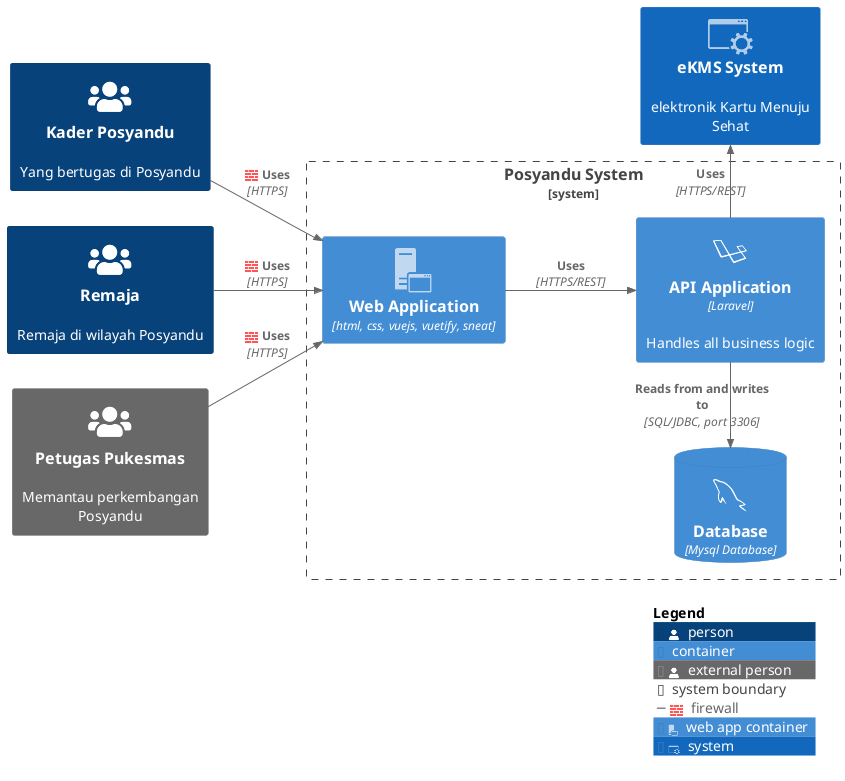 eKMS System
elektronik Kartu Menuju
Sehat
Kader Posyandu
Yang bertugas di Posyandu
Uses
[HTTPS]
Remaja
Remaja di wilayah Posyandu
Uses
[HTTPS]
Petugas Pukesmas
Memantau perkembangan
Posyandu
Uses
[HTTPS]
Posyandu System
[system]
Uses
[HTTPS/REST]
Web Application
[html, css, vuejs, vuetify, sneat]
Uses
[HTTPS/REST]
API Application
[Laravel]
Handles all business logic
Reads from and writes
to
[SQL/JDBC, port 3306]
Database
[Mysql Database]
Legend
person
container
external person
system boundary
firewall
web app container
system